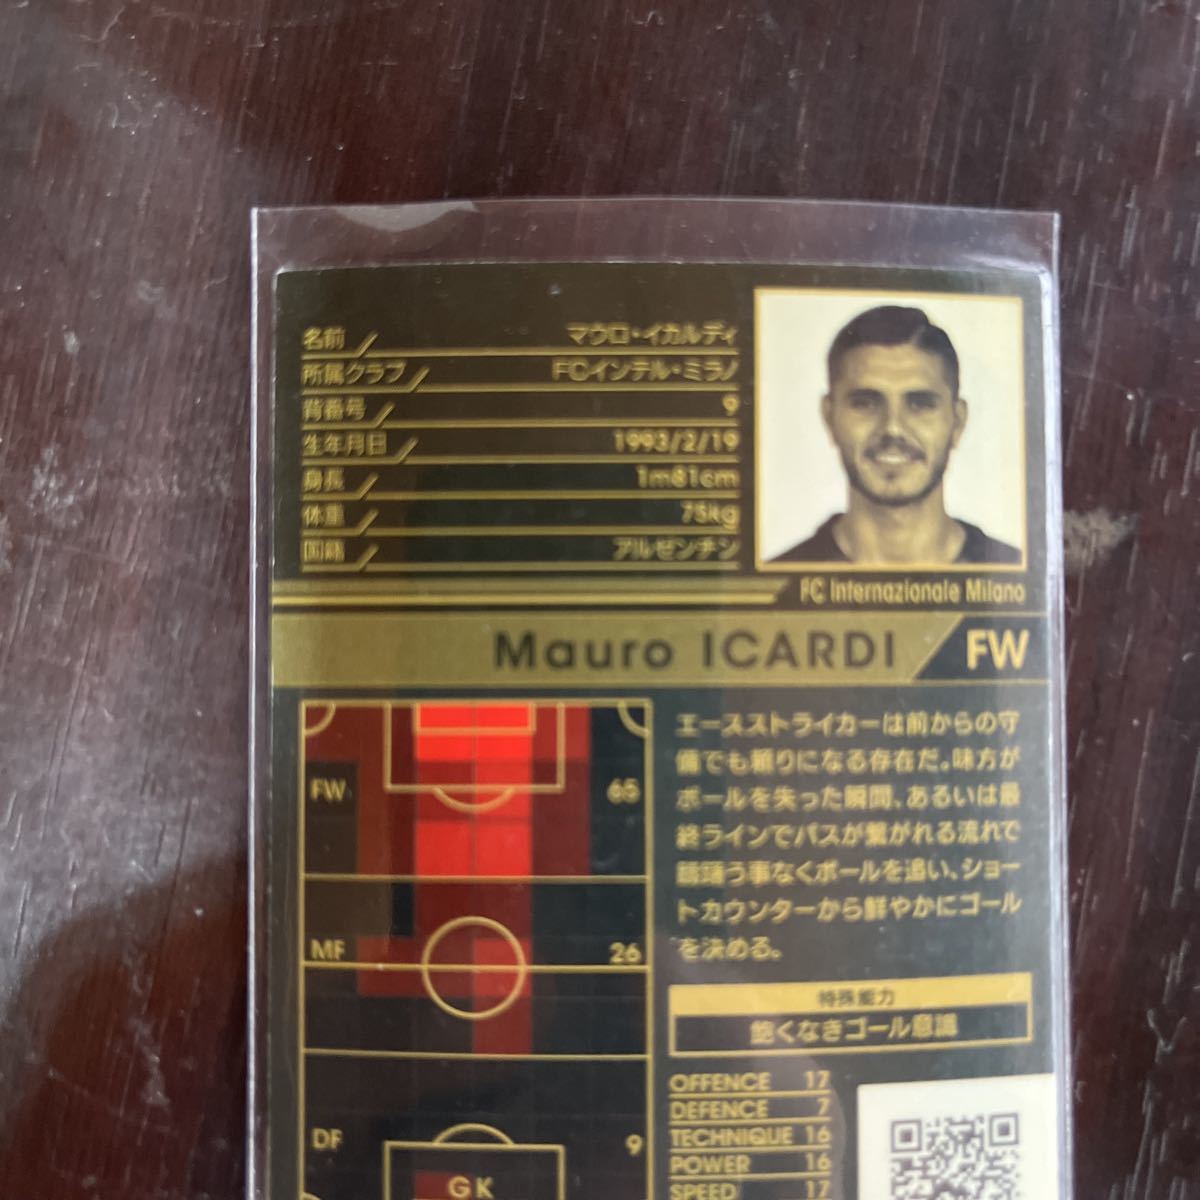 名前 マウロ・イカルディ
所属クラブ FCインテル・ミラノ
背番号 9
生年月日 1993/2/19
身長 1m81cm
体重 75kg
国籍 アルゼンチン
FC Internazionale Milano
Mauro ICARDI FW
FW 65
MF 26
DF 9
GK
エースストライカーは前からの守
備でも頼りになる存在だ。味方が
ボールを失った瞬間、あるいは最
終ラインでパスが繋がれる流れで
躊躇う事なくボールを追い、ショー
トカウンターから鮮やかにゴール
を決める。
特殊能力
飽くなきゴール意識
OFFENCE 17
DEFENCE 7
TECHNIQUE 16
POWER 16
SPEED 17